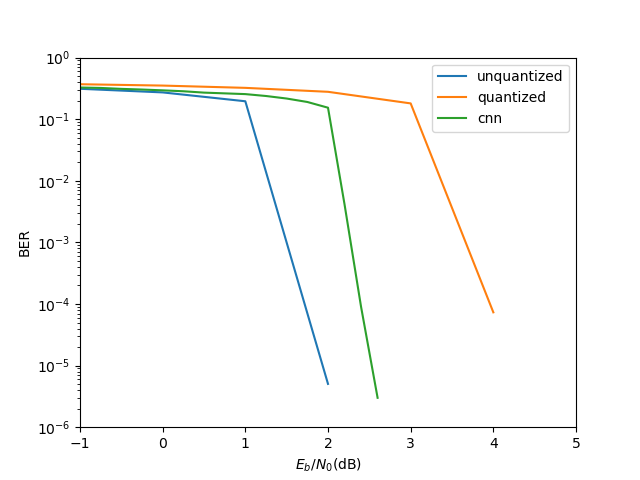 unquantized
quantized
cnn
BER
10⁰
10⁻¹
10⁻²
10⁻³
10⁻⁴
10⁻⁵
10⁻⁶
−1 0 1 2 3 4 5
E_b/N_0(dB)